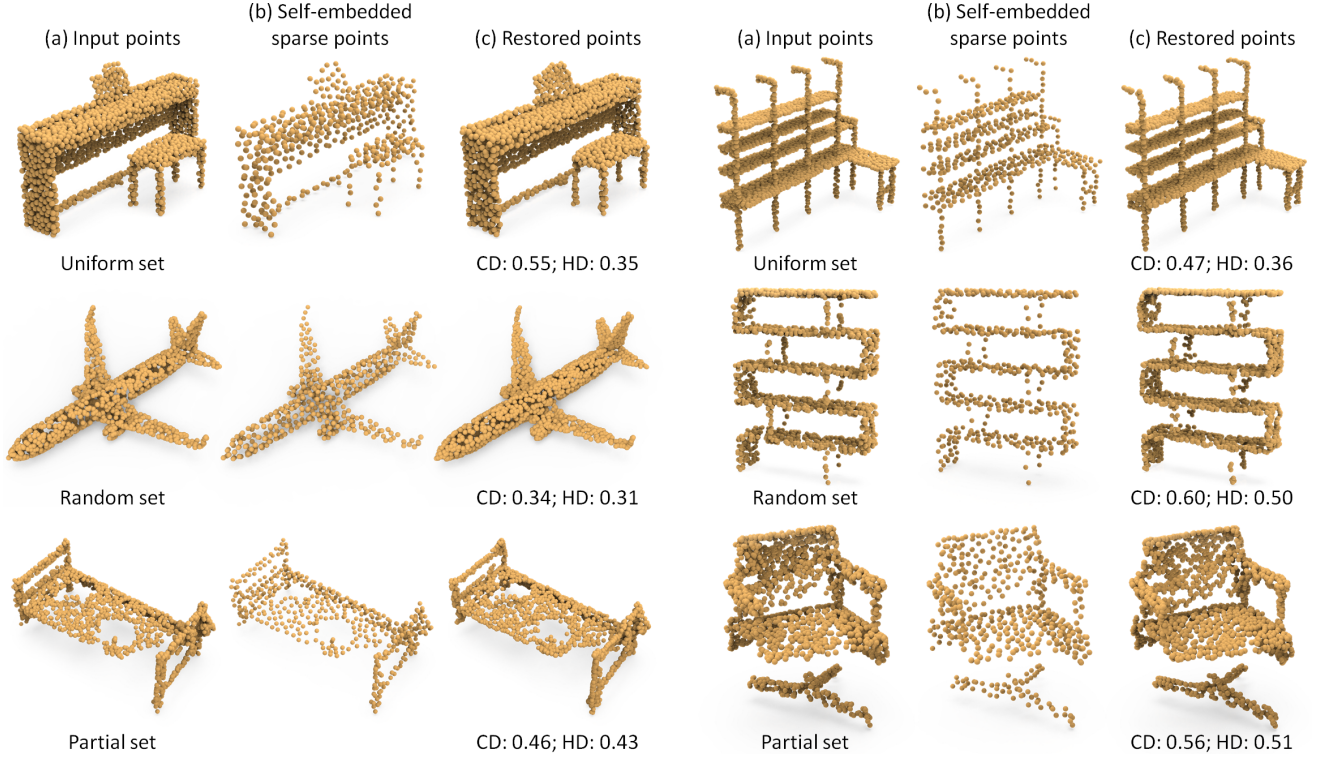 (b) Self-embedded
(a) Input points
sparse points
(c) Restored points
(b) Self-embedded
(a) Input points
sparse points
(c) Restored points
Uniform set
CD: 0.55; HD: 0.35
Uniform set
CD: 0.47; HD: 0.36
Random set
CD: 0.34; HD: 0.31
Random set
CD: 0.60; HD: 0.50
Partial set
CD: 0.46; HD: 0.43
Partial set
CD: 0.56; HD: 0.51